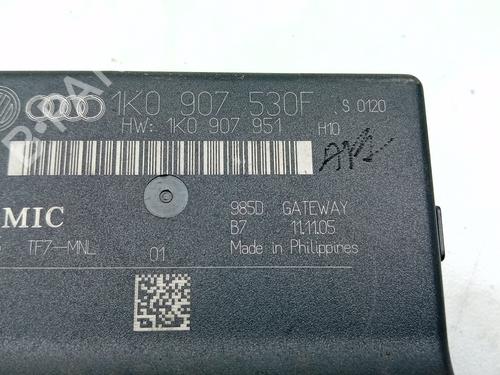 1K0 907 530F S 0120
HW: 1K0 907 951 H10
MIC
985D GATEWAY
B7 11.11.05
TF7-MNL 01 Made in Philippines